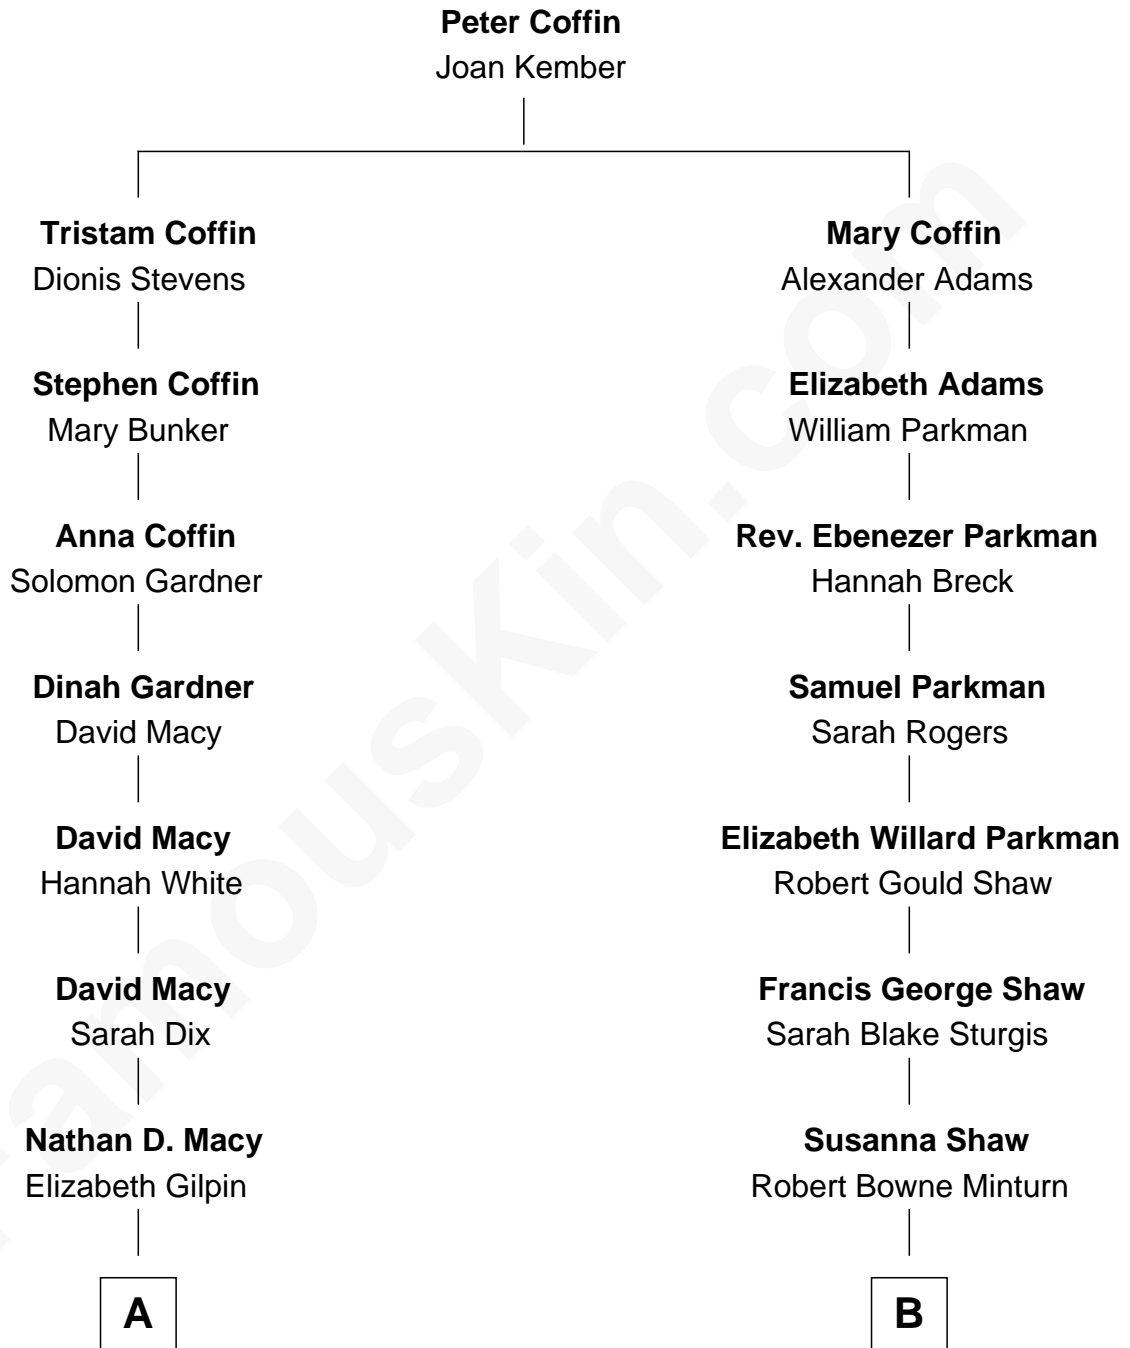 Peter Coffin
Joan Kember
Tristam Coffin
Dionis Stevens
Mary Coffin
Alexander Adams
Stephen Coffin
Mary Bunker
Elizabeth Adams
William Parkman
Anna Coffin
Solomon Gardner
Rev. Ebenezer Parkman
Hannah Breck
Dinah Gardner
David Macy
Samuel Parkman
Sarah Rogers
David Macy
Hannah White
Elizabeth Willard Parkman
Robert Gould Shaw
David Macy
Sarah Dix
Francis George Shaw
Sarah Blake Sturgis
Nathan D. Macy
Elizabeth Gilpin
Susanna Shaw
Robert Bowne Minturn
A
B
FamousKin.com